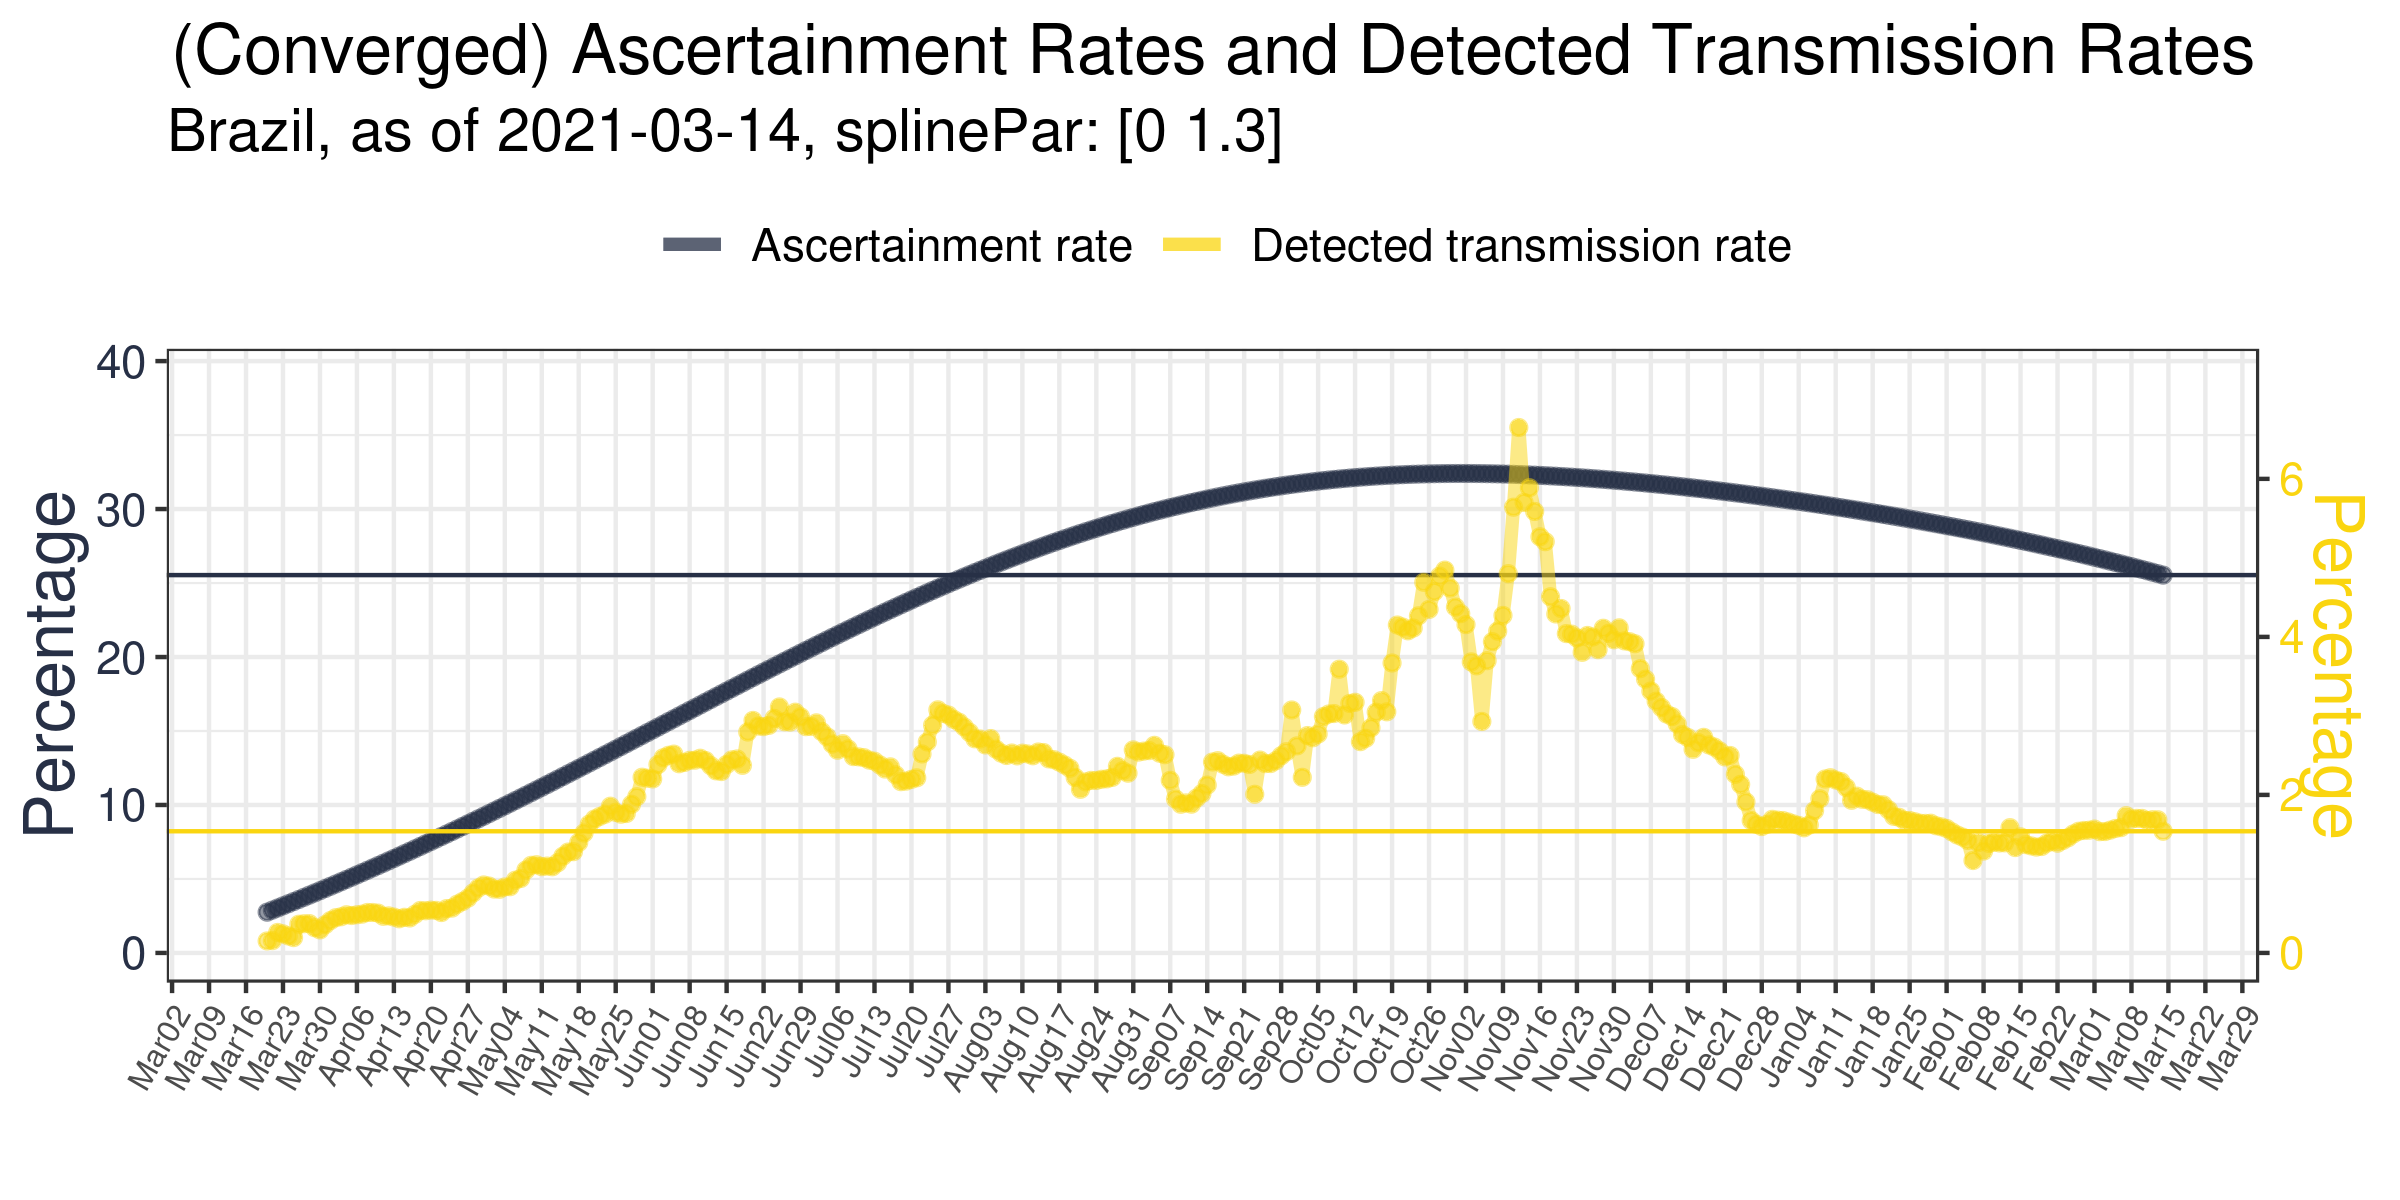 (Converged) Ascertainment Rates and Detected Transmission Rates
Brazil, as of 2021-03-14, splinePar: [0 1.3]
Ascertainment rate Detected transmission rate
Percentage
40
30
20
10
0
6
4
2
0
Percentage
Mar02 Mar09 Mar16 Mar23 Mar30 Apr06 Apr13 Apr20 Apr27 May04 May11 May18 May25 Jun01 Jun08 Jun15 Jun22 Jun29 Jul06 Jul13 Jul20 Jul27 Aug03 Aug10 Aug17 Aug24 Aug31 Sep07 Sep14 Sep21 Sep28 Oct05 Oct12 Oct19 Oct26 Nov02 Nov09 Nov16 Nov23 Nov30 Dec07 Dec14 Dec21 Dec28 Jan04 Jan11 Jan18 Jan25 Feb01 Feb08 Feb15 Feb22 Mar01 Mar08 Mar15 Mar22 Mar29